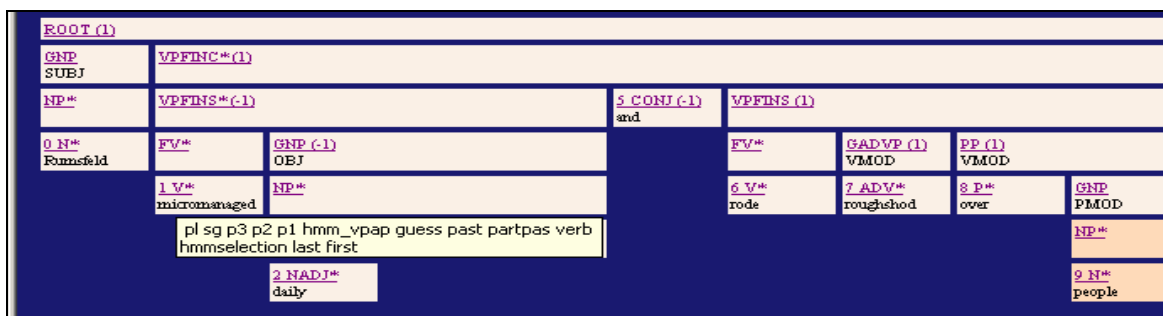 ROOT (1)
GNP VPFINC*(1)
SUBJ
NP* VPFINS*(-1) 5 CONJ (-1) VPFINS (1)
and
0 N* FV* GNP (-1) FV* GADVP (1) PP (1)
Rumsfeld OBJ VMOD VMOD
1 V* NP* 6 V* 7 ADV* 8 P* GNP
micromanaged rode roughshod over PMOD
pl sg p3 p2 p1 hmm_vpap guess past partpas verb NP*
hmmselection last first
2 NADJ* 9 N*
daily people